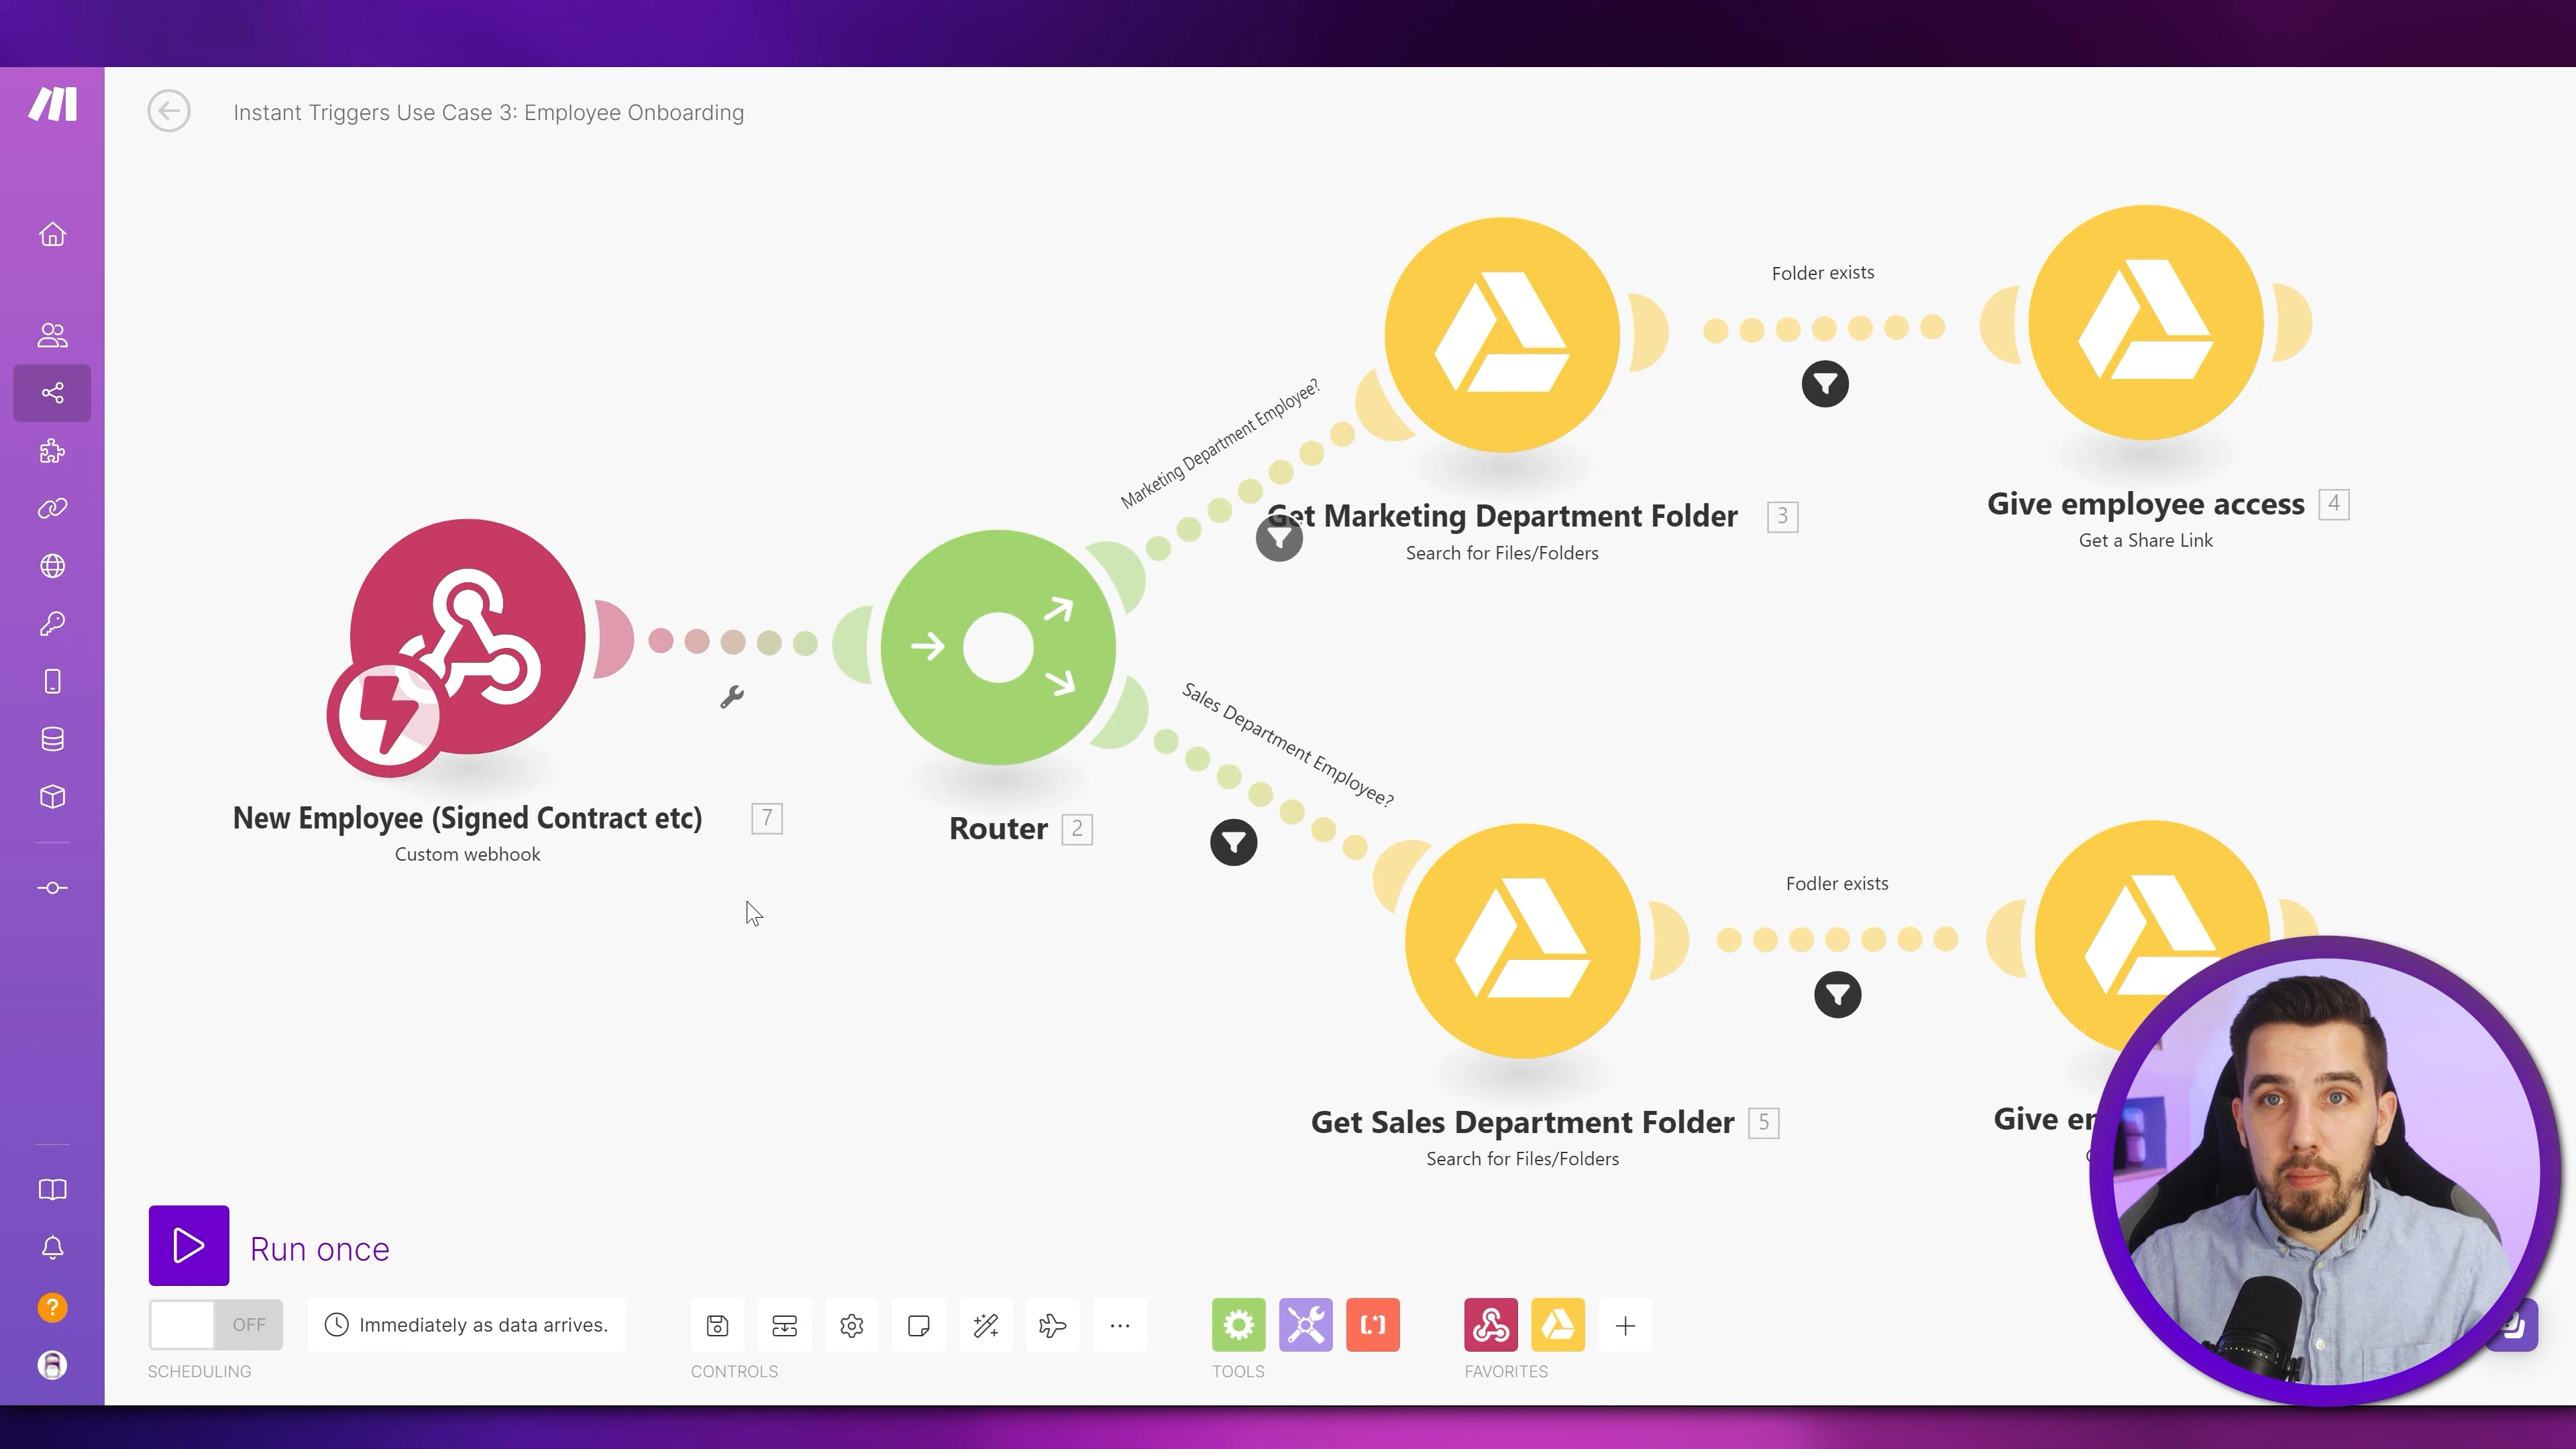 Instant Triggers Use Case 3: Employee Onboarding
Folder exists
Marketing Department Employee?
Get Marketing Department Folder 3
Search for Files/Folders
Give employee access 4
Get a Share Link
New Employee (Signed Contract etc) 7
Custom webhook
Router 2
Sales Department Employee?
Fodler exists
Get Sales Department Folder 5
Search for Files/Folders
Give
Run once
OFF
Immediately as data arrives.
SCHEDULING
CONTROLS
TOOLS
FAVORITES
?